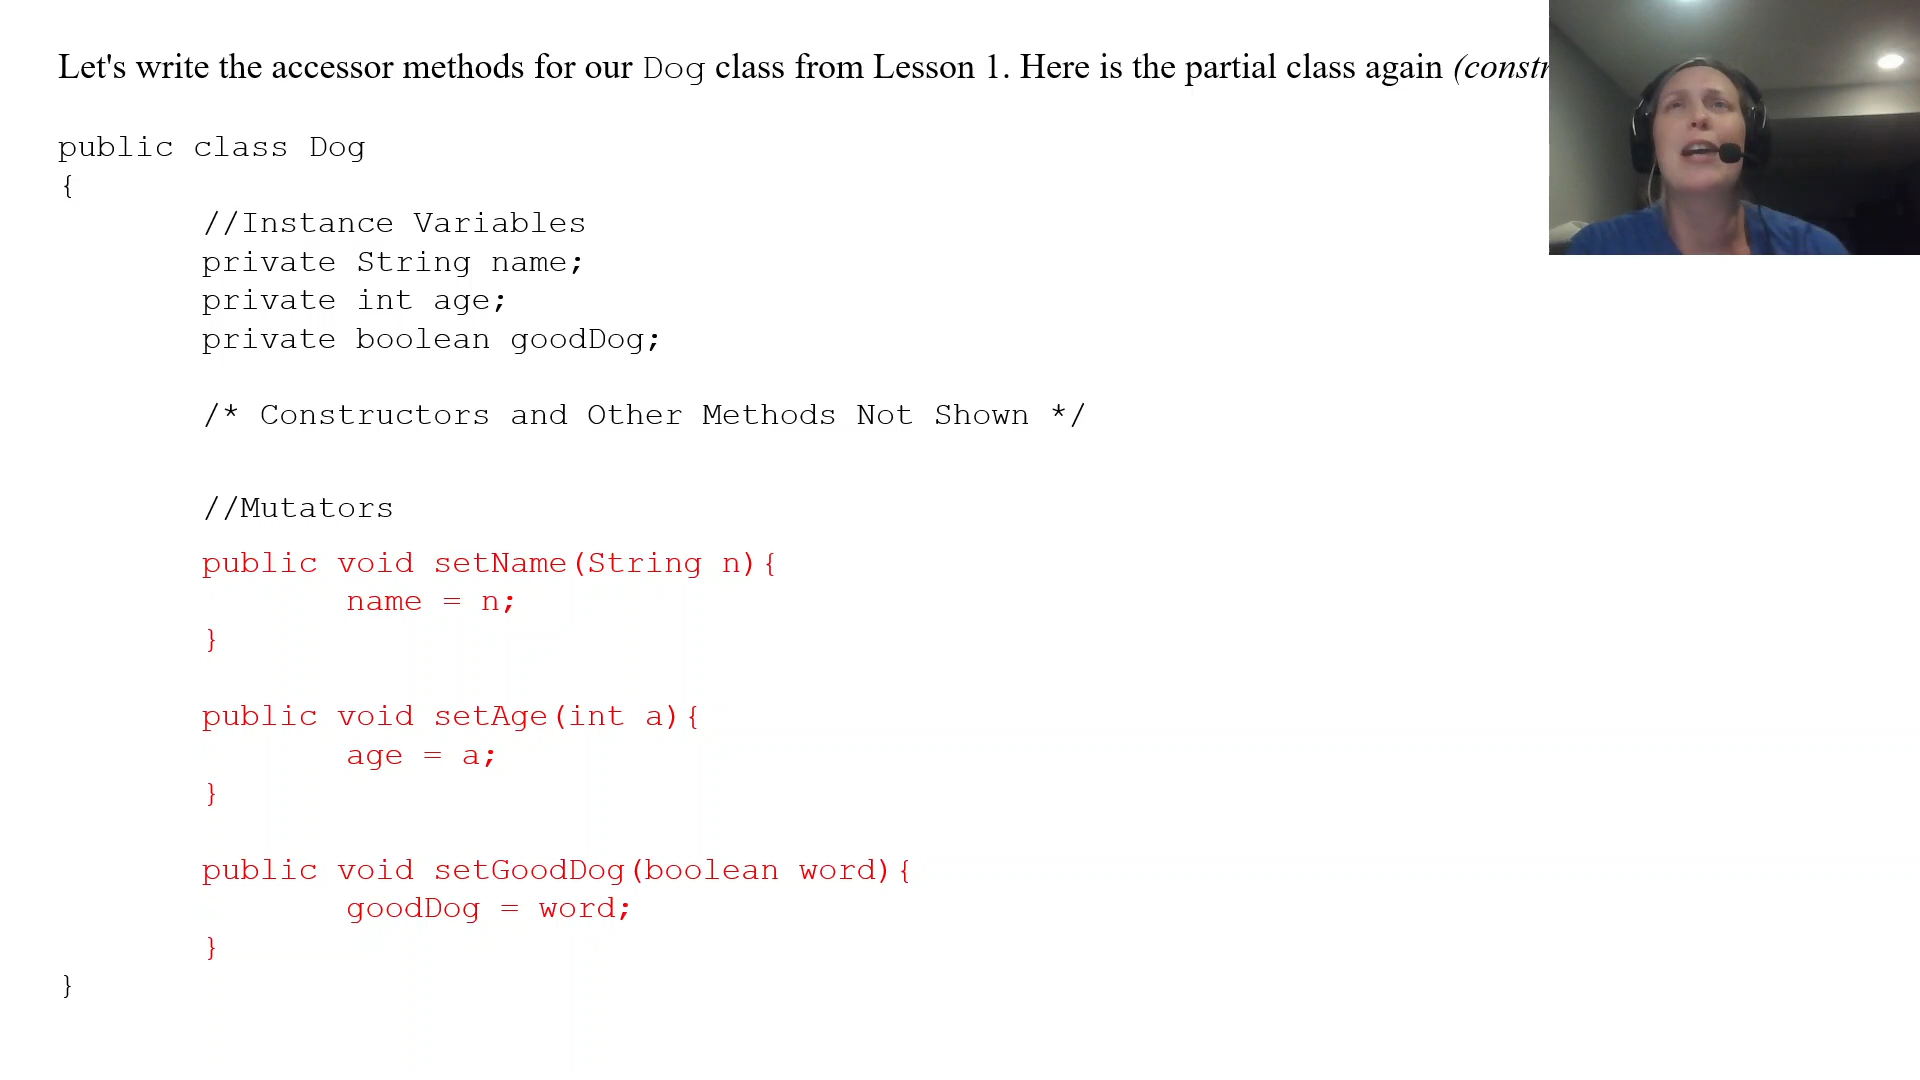 Let's write the accessor methods for our Dog class from Lesson 1. Here is the partial class again
public class Dog
{
//Instance Variables
private String name;
private int age;
private boolean goodDog;
/* Constructors and Other Methods Not Shown */
//Mutators
public void setName(String n){
name = n;
}
public void setAge(int a){
age = a;
}
public void setGoodDog(boolean word){
goodDog = word;
}
}